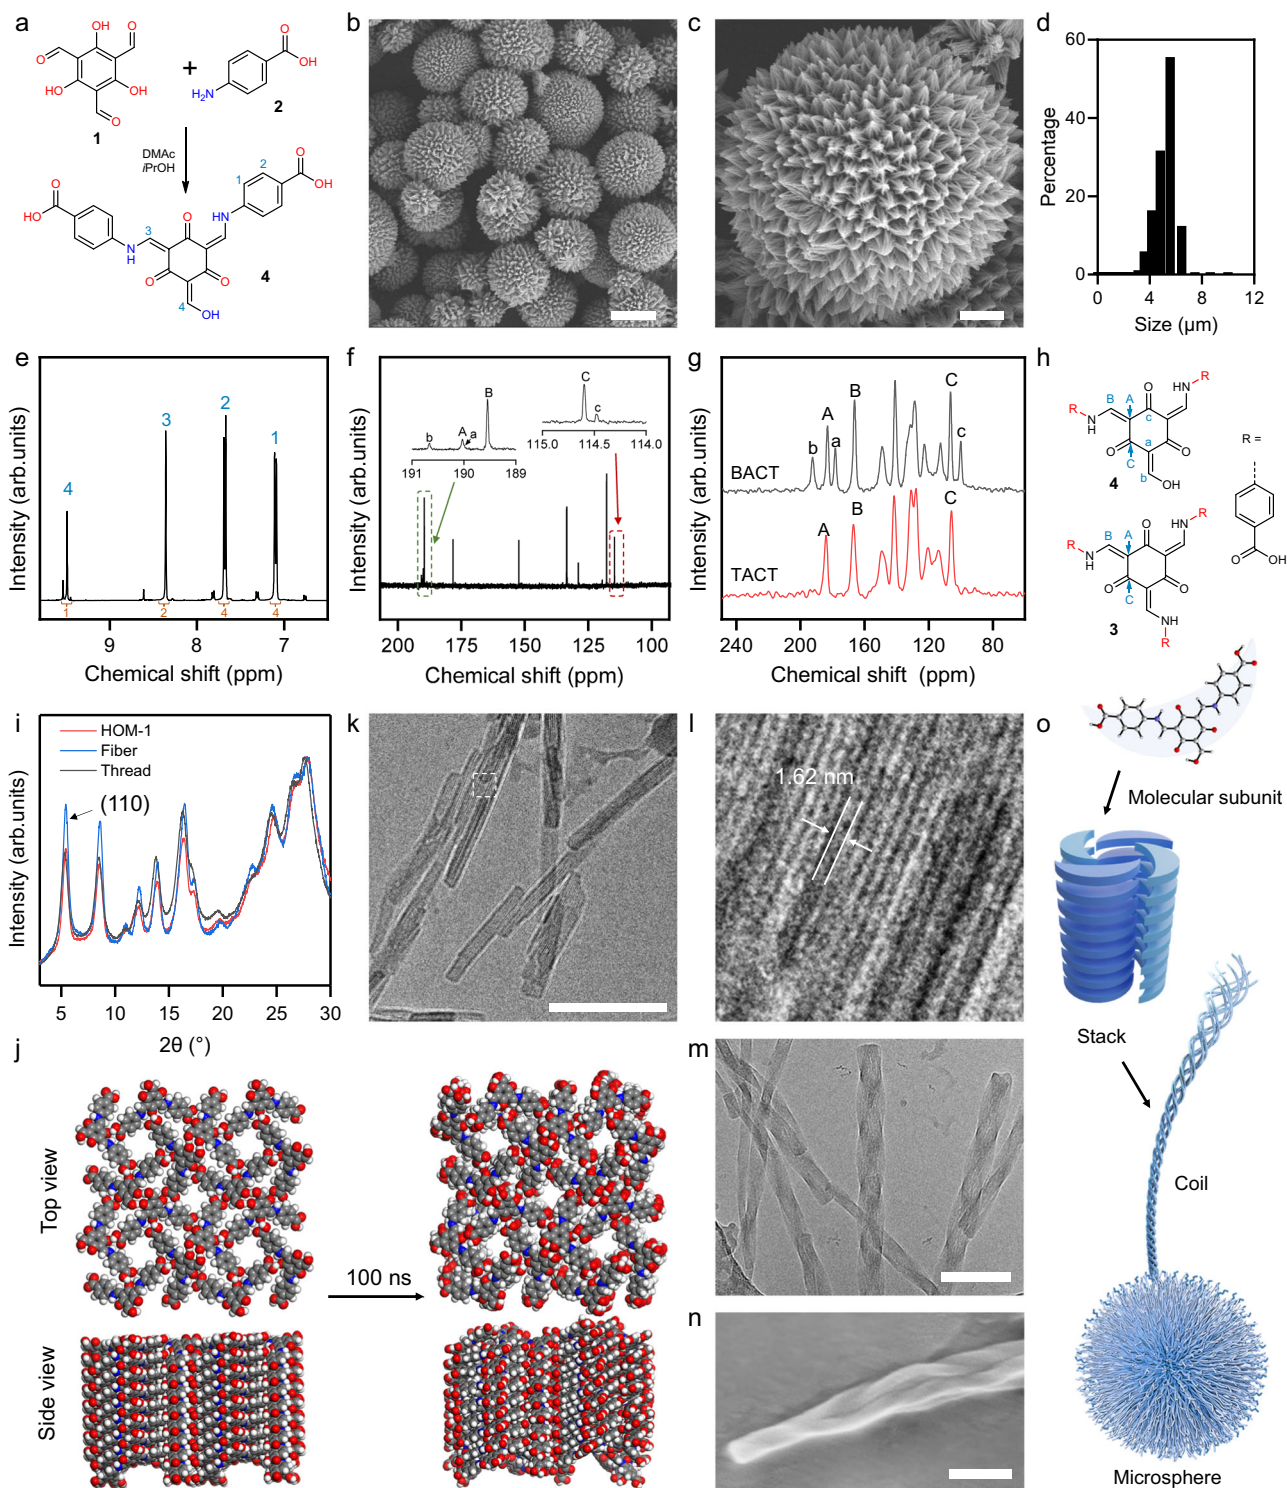 a
OH
O
O
HO
OH
O
1
+
O
OH
H₂N
2
DMAc
iPrOH
O
OH
2
1
O
HO
HN
O
3
N
H
O
O
4
4
OH
b
c
d
60
40
20
0
Percentage
0 4 8 12
Size (µm)
e
Intensity (arb.units)
4
3
2
1
1 2 4 4
9 8 7
Chemical shift (ppm)
f
Intensity (arb.units)
B
b
A
a
191 190 189
C
c
115.0 114.5 114.0
200 175 150 125 100
Chemical shift (ppm)
g
Intensity (arb.units)
b
A
a
B
C
c
BACT
A
B
C
TACT
240 200 160 120 80
Chemical shift (ppm)
h
R
O
HN
B
A
R
N
H
c
O
a
O
C
b
OH
4
R =
O
OH
R
O
HN
B
A
R
N
H
O
O
C
NH
3
R
i
Intensity (arb.units)
HOM-1
Fiber
Thread
(110)
5 10 15 20 25 30
2θ (°)
k
l
1.62 nm
o
Molecular subunit
Stack
Coil
Microsphere
j
Top view
100 ns
Side view
m
n